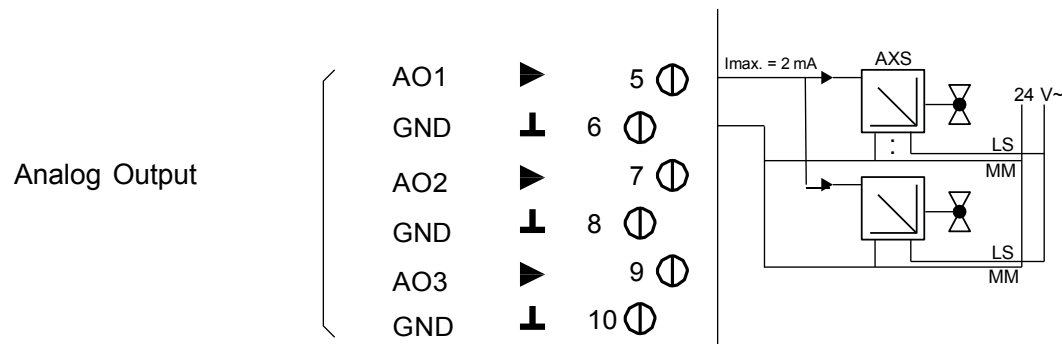 Analog Output
AO1 5
GND 6
AO2 7
GND 8
AO3 9
GND 10
Imax. = 2 mA
AXS
24 V~
LS
MM
LS
MM